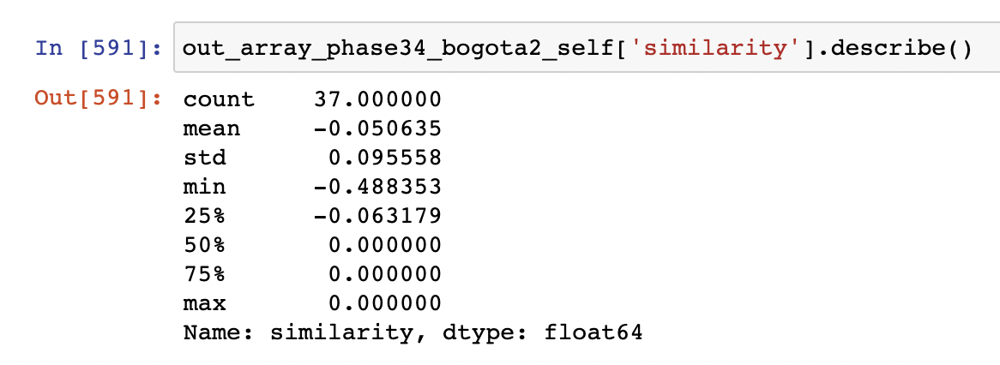 In [591]: out_array_phase34_bogota2_self['similarity'].describe()
Out[591]: count    37.000000
mean     -0.050635
std       0.095558
min      -0.488353
25%      -0.063179
50%       0.000000
75%       0.000000
max       0.000000
Name: similarity, dtype: float64